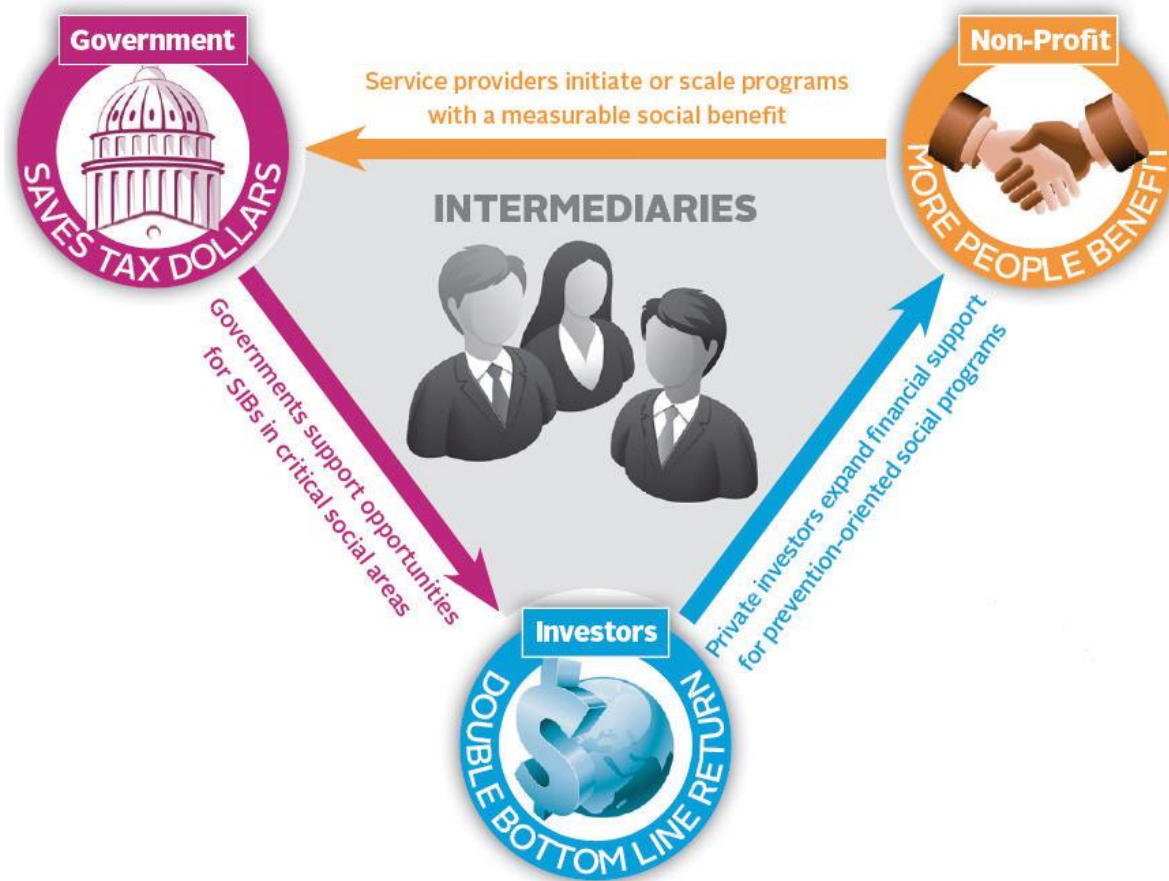 Government
SAVES TAX DOLLARS
Non-Profit
MORE PEOPLE BENEFIT
Service providers initiate or scale programs
with a measurable social benefit
INTERMEDIARIES
Governments support opportunities
for SIBs in critical social areas
Private investors expand financial support
for prevention-oriented social programs
Investors
DOUBLE BOTTOM LINE RETURN